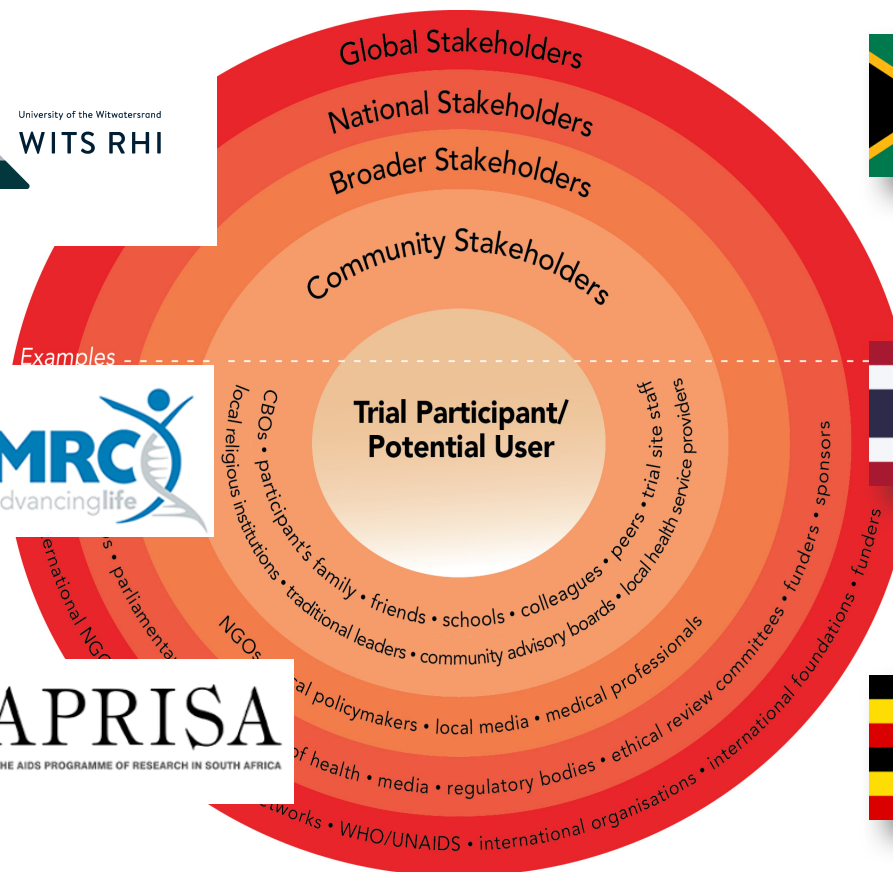 Global Stakeholders
National Stakeholders
Broader Stakeholders
Community Stakeholders
University of the Witwatersrand
WITS RHI
Examples
Trial Participant/
Potential User
CBOs • participant's family • friends • schools • colleagues • peers • trial site staff
local religious institutions • traditional leaders • community advisory boards • local health service providers
NGOs
policymakers • local media • medical professionals
• parliamenta
of health • media • regulatory bodies • ethical review committees • funders • sponsors
ernational NGO
tworks • WHO/UNAIDS • international organisations • international foundations • funders
MRC
dvancinglife
APRISA
HE AIDS PROGRAMME OF RESEARCH IN SOUTH AFRICA